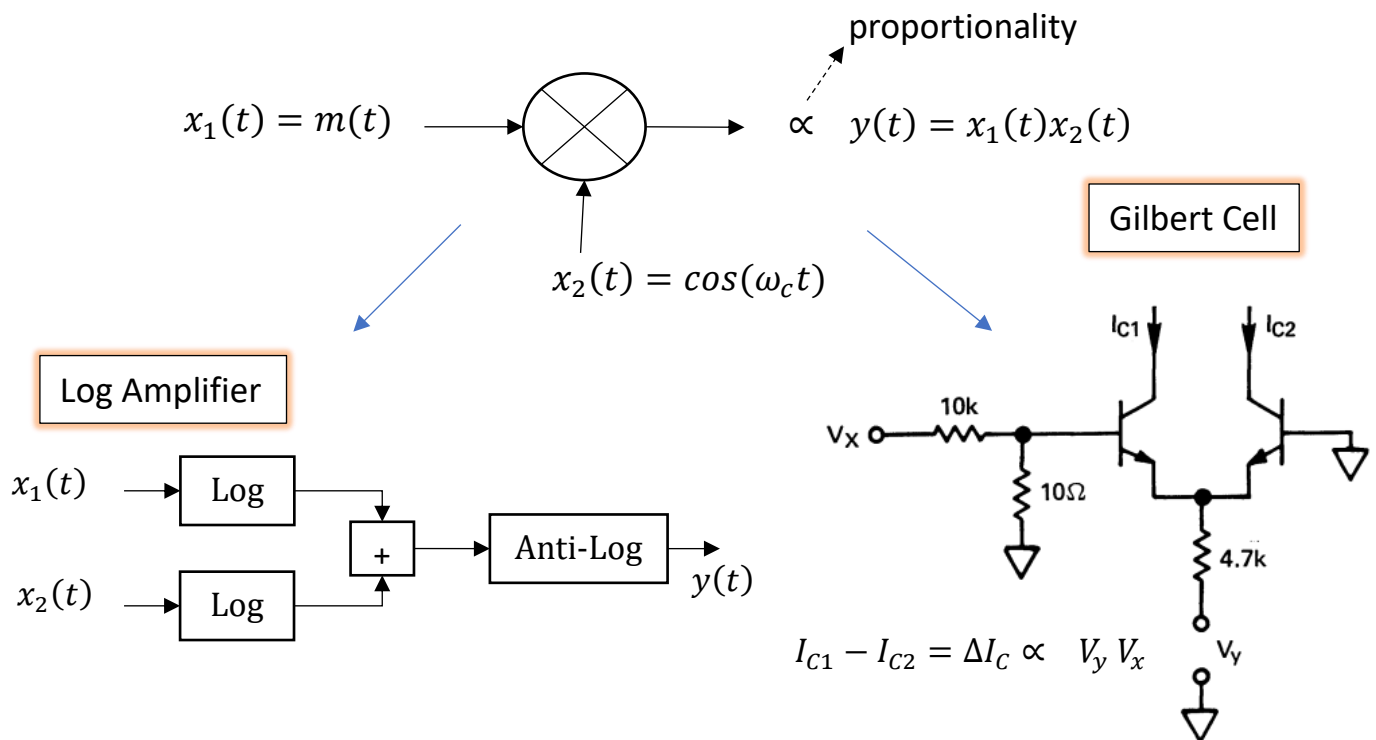 proportionality
x₁(t) = m(t)
∝ y(t) = x₁(t)x₂(t)
x₂(t) = cos(ω_c t)
Gilbert Cell
Log Amplifier
x₁(t)
Log
+
Anti-Log
y(t)
x₂(t)
Log
I_C1
I_C2
V_X
10k
10Ω
4.7k
V_y
I_C1 − I_C2 = ΔI_C ∝ V_y V_x